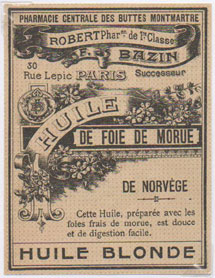 PHARMACIE CENTRALE DES BUTTES MONTMARTRE
ROBERT Phar.en de 1re Classe
F. BAZIN
30
Rue Lepic PARIS Successeur
HUILE
DE FOIE DE MORUE
DE NORVÈGE
Cette Huile, préparée avec les
foies frais de morue, est douce
et de digestion facile.
HUILE BLONDE